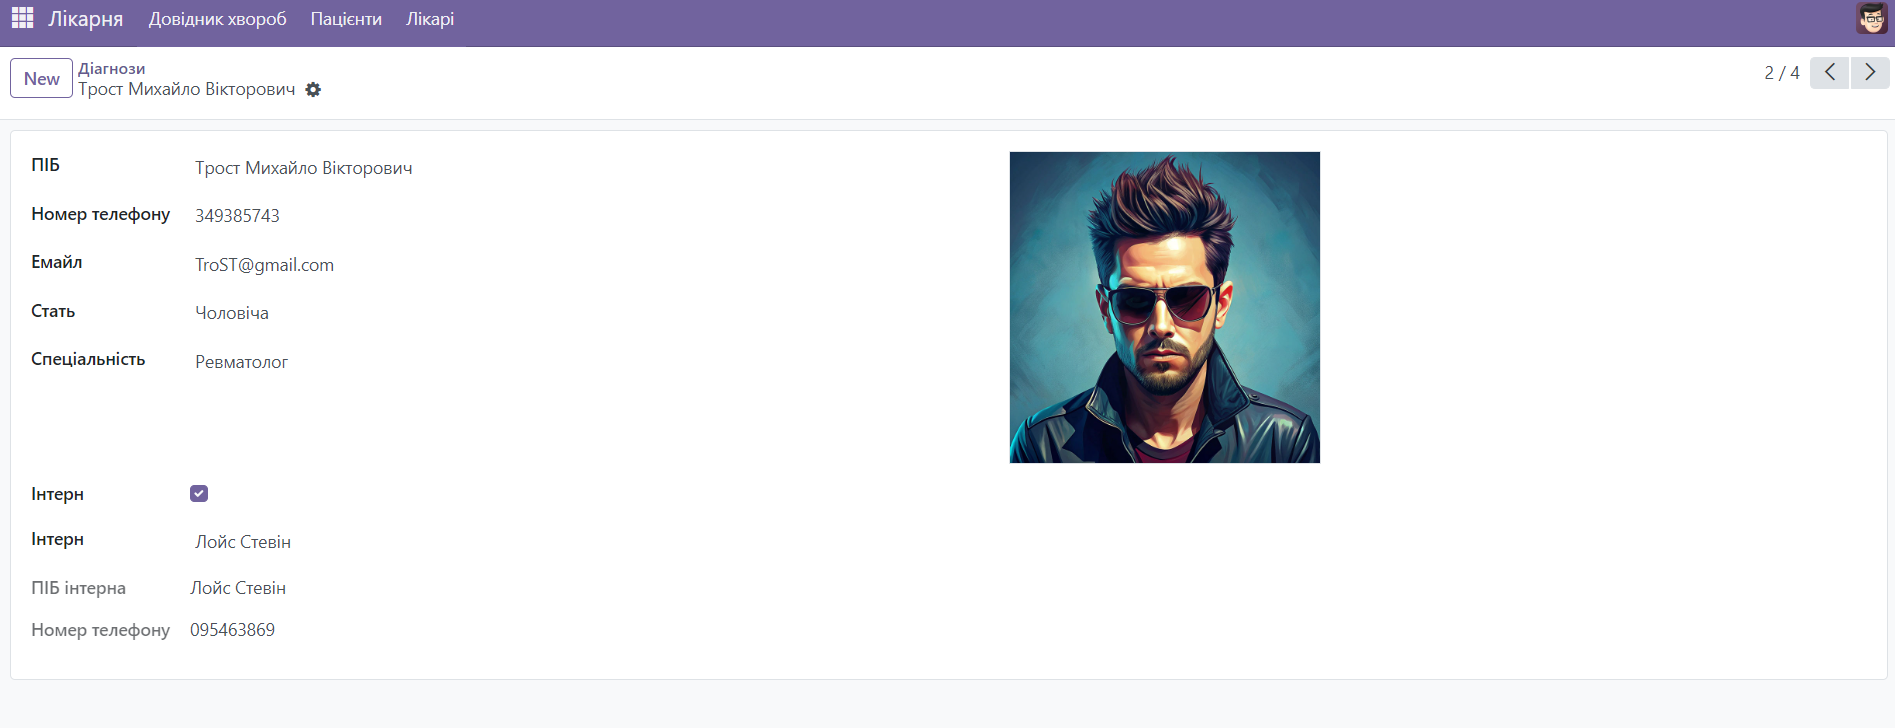 Лікарня Довідник хвороб Пацієнти Лікарі
New
Діагнози
Трост Михайло Вікторович
2 / 4
ПІБ Трост Михайло Вікторович
Номер телефону 349385743
Емайл TroST@gmail.com
Стать Чоловіча
Спеціальність Ревматолог
Інтерн
Інтерн Лойс Стевін
ПІБ інтерна Лойс Стевін
Номер телефону 095463869